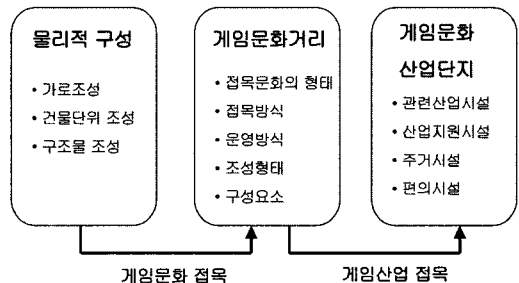 물리적 구성
• 가로조성
• 건물단위 조성
• 구조물 조성
게임문화거리
• 접목문화의 형태
• 접목방식
• 운영방식
• 조성형태
• 구성요소
게임문화
산업단지
• 관련산업시설
• 산업지원시설
• 주거시설
• 편의시설
게임문화 접목
게임산업 접목